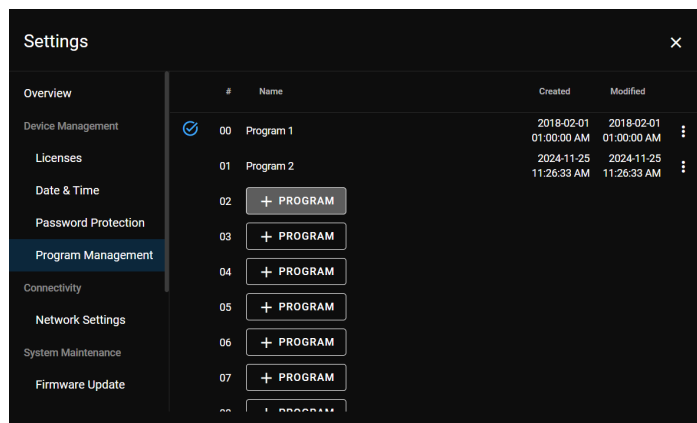 Settings
Overview
Device Management
Licenses
Date & Time
Password Protection
Program Management
Connectivity
Network Settings
System Maintenance
Firmware Update
# Name Created Modified
00 Program 1 2018-02-01 01:00:00 AM 2018-02-01 01:00:00 AM
01 Program 2 2024-11-25 11:26:33 AM 2024-11-25 11:26:33 AM
02 + PROGRAM
03 + PROGRAM
04 + PROGRAM
05 + PROGRAM
06 + PROGRAM
07 + PROGRAM